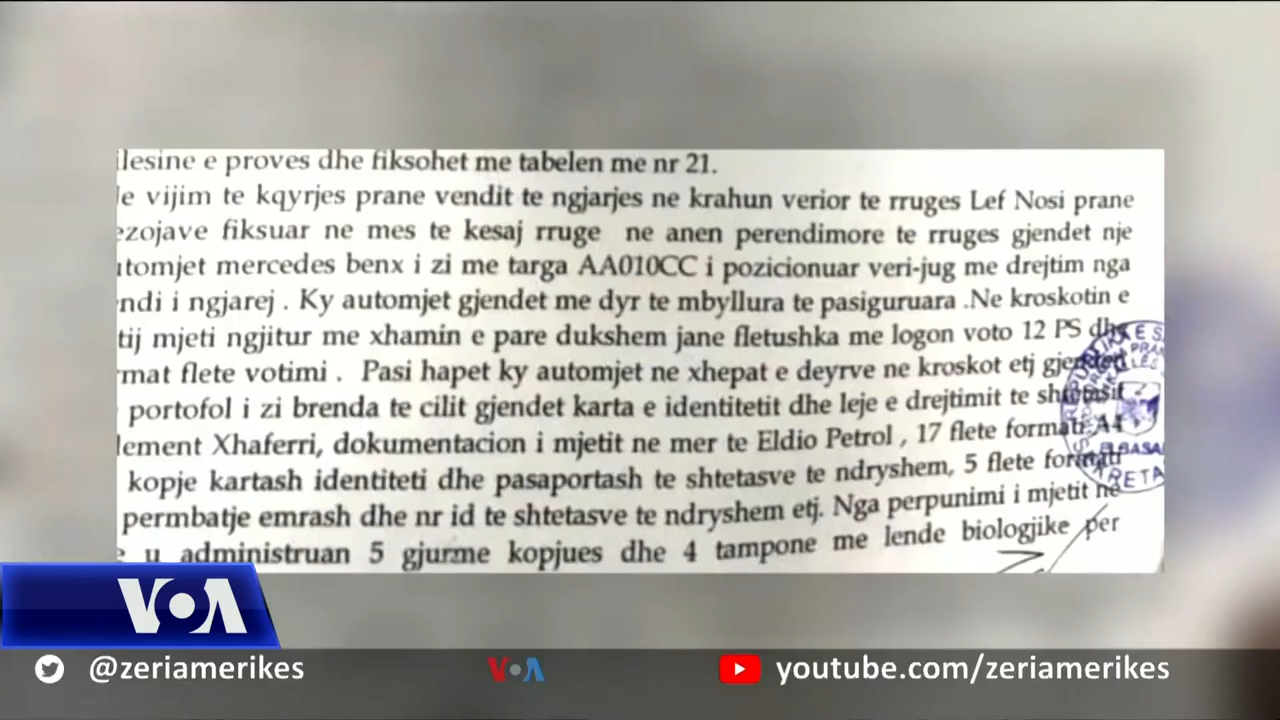 ilesine e proves dhe fiksohet me tabelen me nr 21.
e vijim te kqyrjes prane vendit te ngjarjes ne krahun verior te rruges Lef Nosi prane
ezojave fiksuar ne mes te kesaj rruge ne anen perendimore te rruges gjendet nje
tomjet mercedes benx i zi me targa AA010CC i pozicionuar veri-jug me drejtim nga
ndi i ngjarej . Ky automjet gjendet me dyr te mbyllura te pasiguruara .Ne kroskotin e
tij mjeti ngjitur me xhamin e pare dukshem jane fletushka me logon voto 12 PS dhe
rmat flete votimi . Pasi hapet ky automjet ne xhepat e deyrve ne kroskot etj gjendet
portofol i zi brenda te cilit gjendet karta e identitetit dhe leje e drejtimit te shtetasit
lement Xhaferri, dokumentacion i mjetit ne mer te Eldio Petrol , 17 flete formati A4
kopje kartash identiteti dhe pasaportash te shtetasve te ndryshem, 5 flete formati
permbatje emrash dhe nr id te shtetasve te ndryshem etj. Nga perpunimi i mjetit ne
e u administruan 5 gjurme kopjues dhe 4 tampone me lende biologjike per
VOA
@zeriamerikes
VOA
youtube.com/zeriamerikes